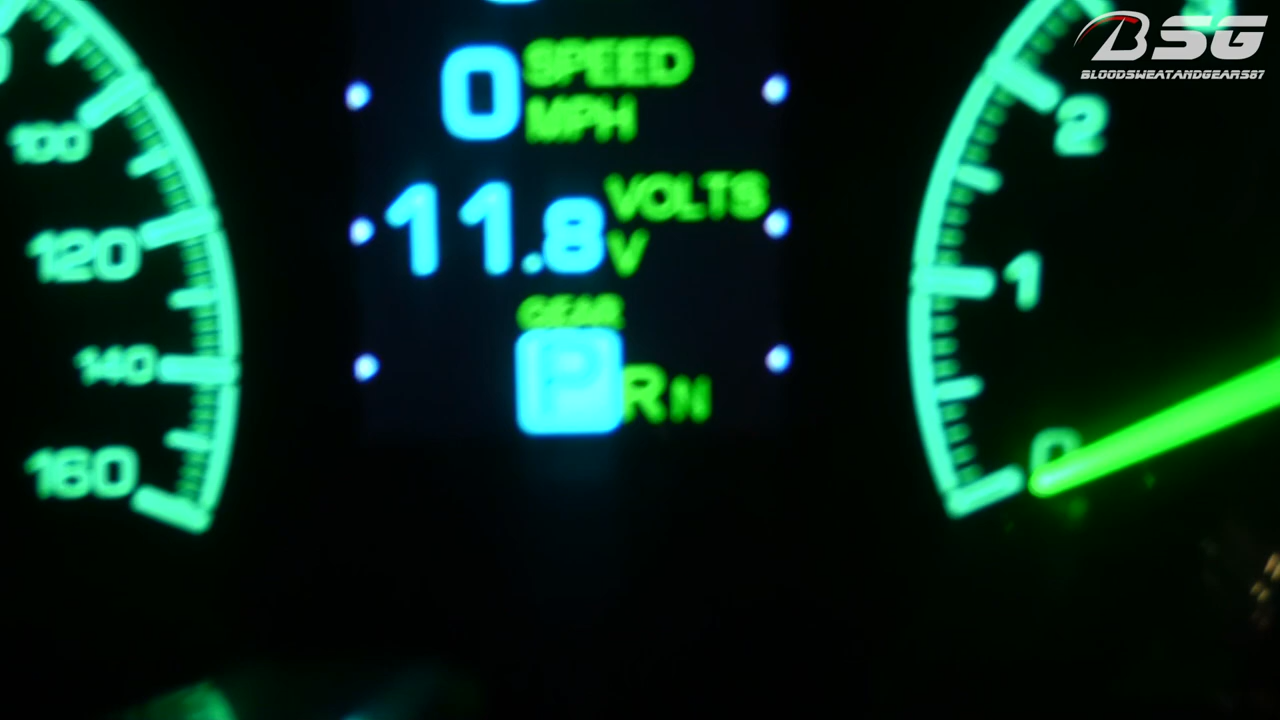 BSG
BLOODSWEATANDGEARS87
0 SPEED
MPH
11.8 VOLTS
V
GEAR
P R N
100
120
140
160
2
1
0